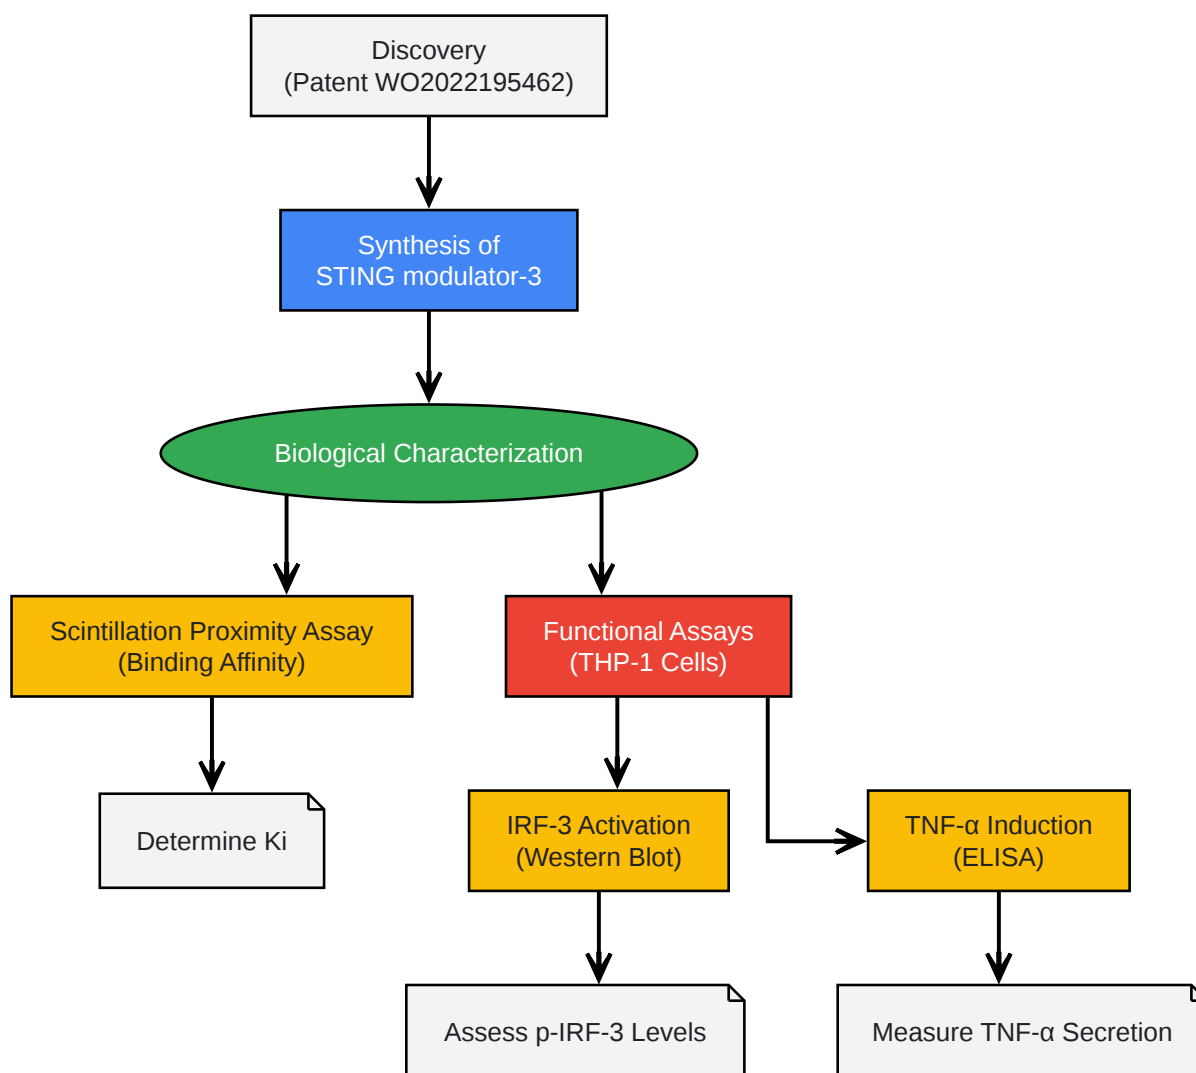 Discovery
(Patent WO2022195462)
Synthesis of
STING modulator-3
Biological Characterization
Scintillation Proximity Assay
(Binding Affinity)
Functional Assays
(THP-1 Cells)
Determine Ki
IRF-3 Activation
(Western Blot)
TNF-α Induction
(ELISA)
Assess p-IRF-3 Levels
Measure TNF-α Secretion